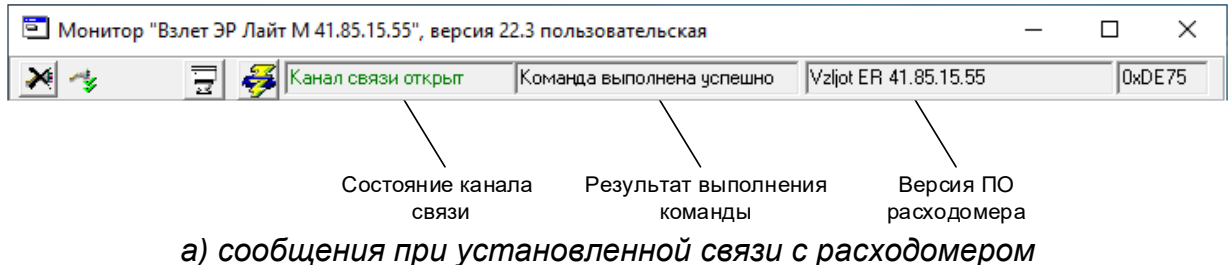 Монитор "Взлет ЭР Лайт М 41.85.15.55", версия 22.3 пользовательская
Канал связи открыт Команда выполнена успешно Vzljot ER 41.85.15.55 0xDE75
Состояние канала связи
Результат выполнения команды
Версия ПО расходомера
а) сообщения при установленной связи с расходомером